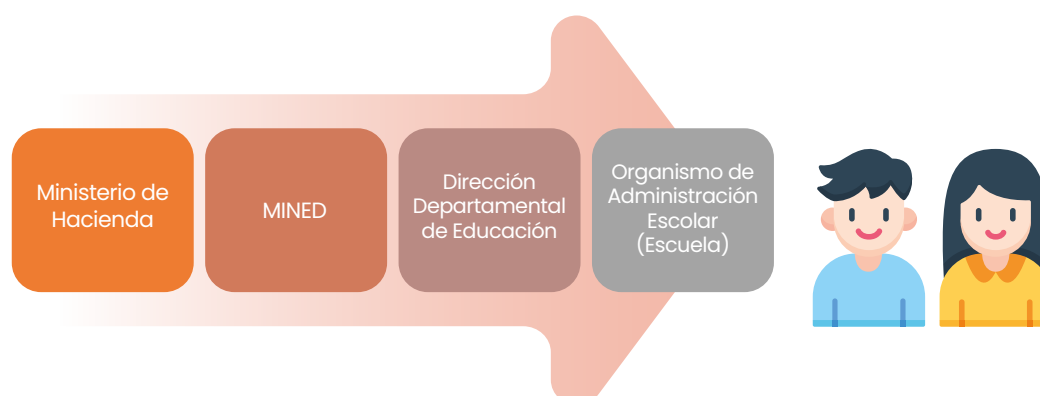 Ministerio de
Hacienda
MINED
Dirección
Departamental
de Educación
Organismo de
Administración
Escolar
(Escuela)